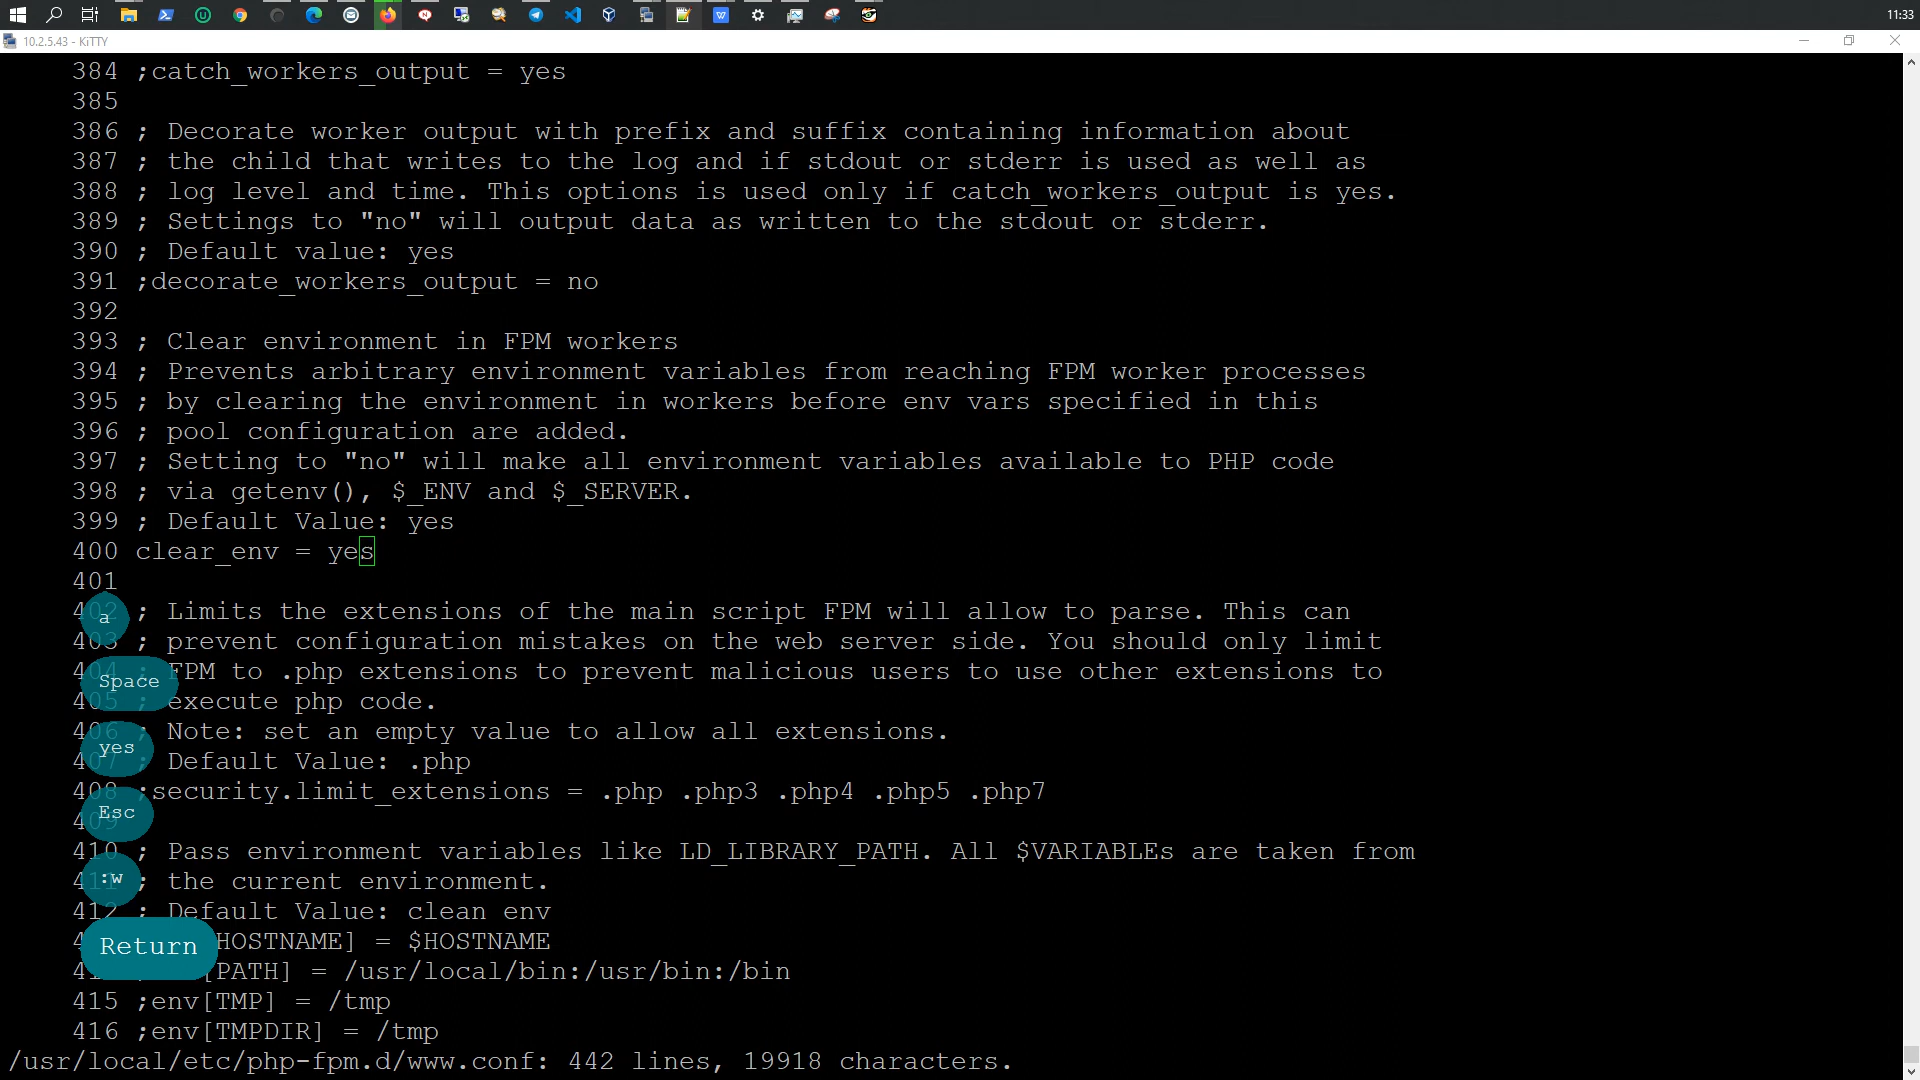 11:33
10.2.5.43 - KiTTY
384 ;catch_workers_output = yes
385
386 ; Decorate worker output with prefix and suffix containing information about
387 ; the child that writes to the log and if stdout or stderr is used as well as
388 ; log level and time. This options is used only if catch_workers_output is yes.
389 ; Settings to "no" will output data as written to the stdout or stderr.
390 ; Default value: yes
391 ;decorate_workers_output = no
392
393 ; Clear environment in FPM workers
394 ; Prevents arbitrary environment variables from reaching FPM worker processes
395 ; by clearing the environment in workers before env vars specified in this
396 ; pool configuration are added.
397 ; Setting to "no" will make all environment variables available to PHP code
398 ; via getenv(), $_ENV and $_SERVER.
399 ; Default Value: yes
400 clear_env = yes
401
402 ; Limits the extensions of the main script FPM will allow to parse. This can
a
403 ; prevent configuration mistakes on the web server side. You should only limit
404 ; FPM to .php extensions to prevent malicious users to use other extensions to
Space
405 ; execute php code.
406 ; Note: set an empty value to allow all extensions.
yes
407 ; Default Value: .php
408 ;security.limit_extensions = .php .php3 .php4 .php5 .php7
Esc
409
410 ; Pass environment variables like LD_LIBRARY_PATH. All $VARIABLEs are taken from
:w
411 ; the current environment.
412 ; Default Value: clean env
HOSTNAME] = $HOSTNAME
Return
[PATH] = /usr/local/bin:/usr/bin:/bin
415 ;env[TMP] = /tmp
416 ;env[TMPDIR] = /tmp
/usr/local/etc/php-fpm.d/www.conf: 442 lines, 19918 characters.